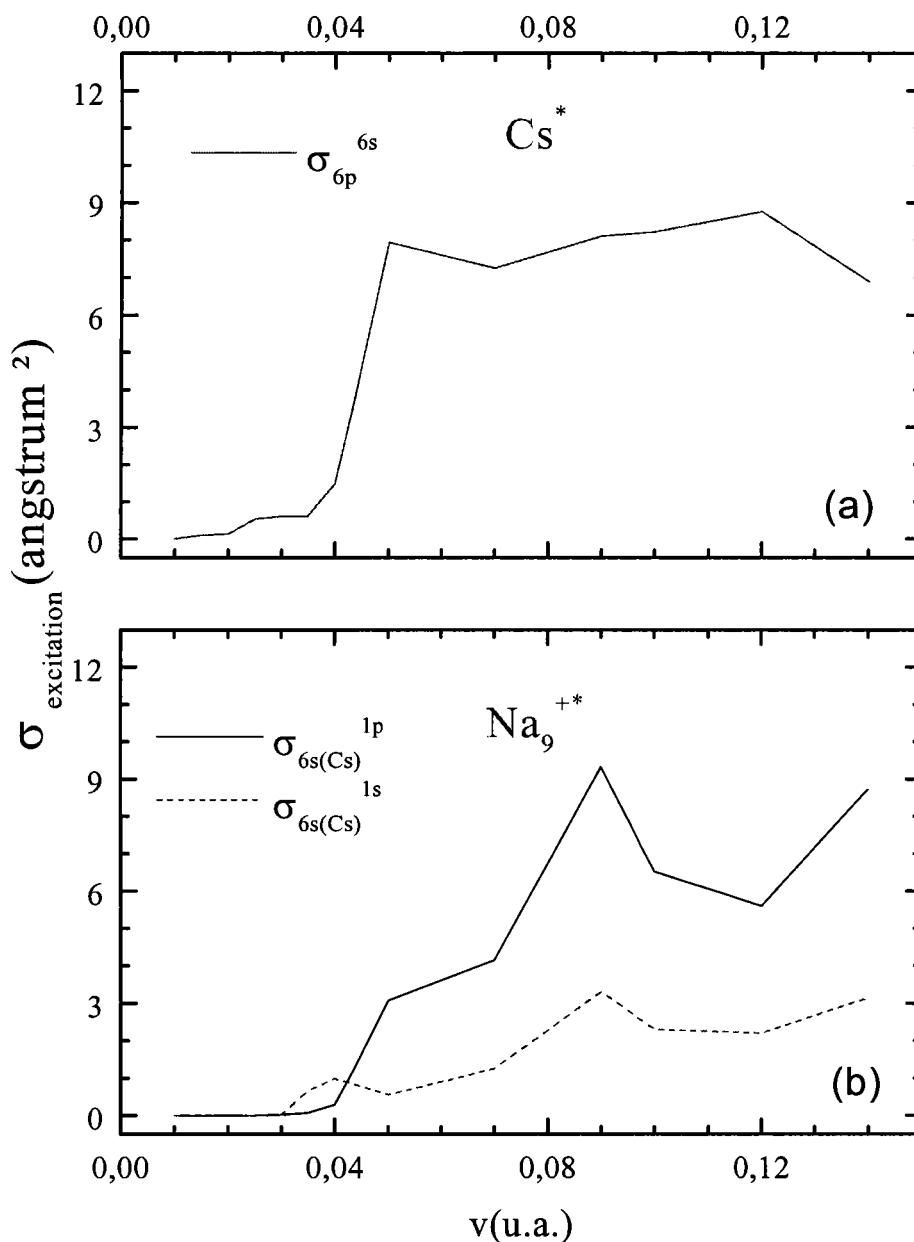 0,00 0,04 0,08 0,12
12
9
6
3
0
Cs*
σ6p6s
(a)
σexcitation (angstrum ²)
12
9
6
3
0
Na9+*
σ6s(Cs)1p
σ6s(Cs)1s
(b)
0,00 0,04 0,08 0,12
v(u.a.)